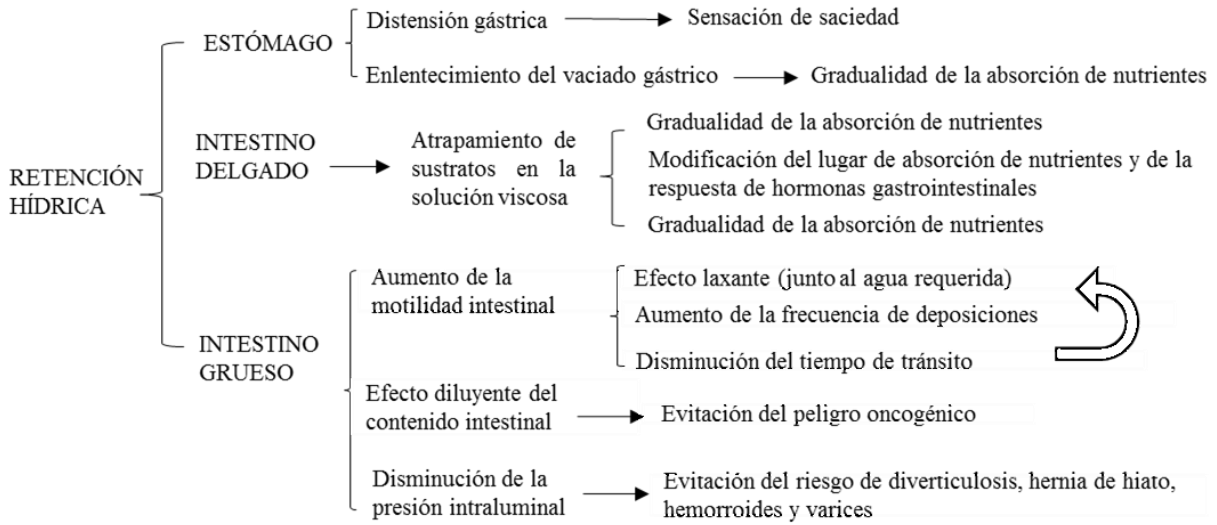 RETENCIÓN
HÍDRICA
ESTÓMAGO
Distensión gástrica
Sensación de saciedad
Enlentecimiento del vaciado gástrico
Gradualidad de la absorción de nutrientes
INTESTINO
DELGADO
Atrapamiento de
sustratos en la
solución viscosa
Gradualidad de la absorción de nutrientes
Modificación del lugar de absorción de nutrientes y de la
respuesta de hormonas gastrointestinales
Gradualidad de la absorción de nutrientes
INTESTINO
GRUESO
Aumento de la
motilidad intestinal
Efecto laxante (junto al agua requerida)
Aumento de la frecuencia de deposiciones
Disminución del tiempo de tránsito
Efecto diluyente del
contenido intestinal
Evitación del peligro oncogénico
Disminución de la
presión intraluminal
Evitación del riesgo de diverticulosis, hernia de hiato,
hemorroides y varices